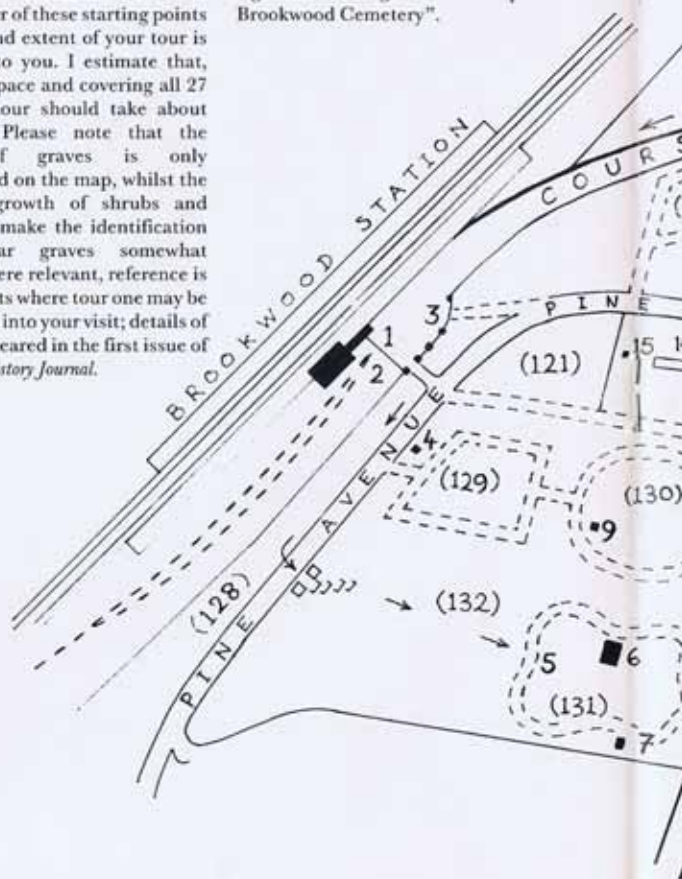 er of these starting points
nd extent of your tour is
to you. I estimate that,
pace and covering all 27
our should take about
Please note that the
of graves is only
d on the map, whilst the
growth of shrubs and
make the identification
ar graves somewhat
ere relevant, reference is
ts where tour one may be
into your visit; details of
eared in the first issue of
story Journal.
Brookwood Cemetery”.
BROOKWOOD STATION
COURS
PINE
1
2
3
(121)
15
PINE AVENUE
4
(129)
(130)
9
(128)
(132)
5
6
(131)
7